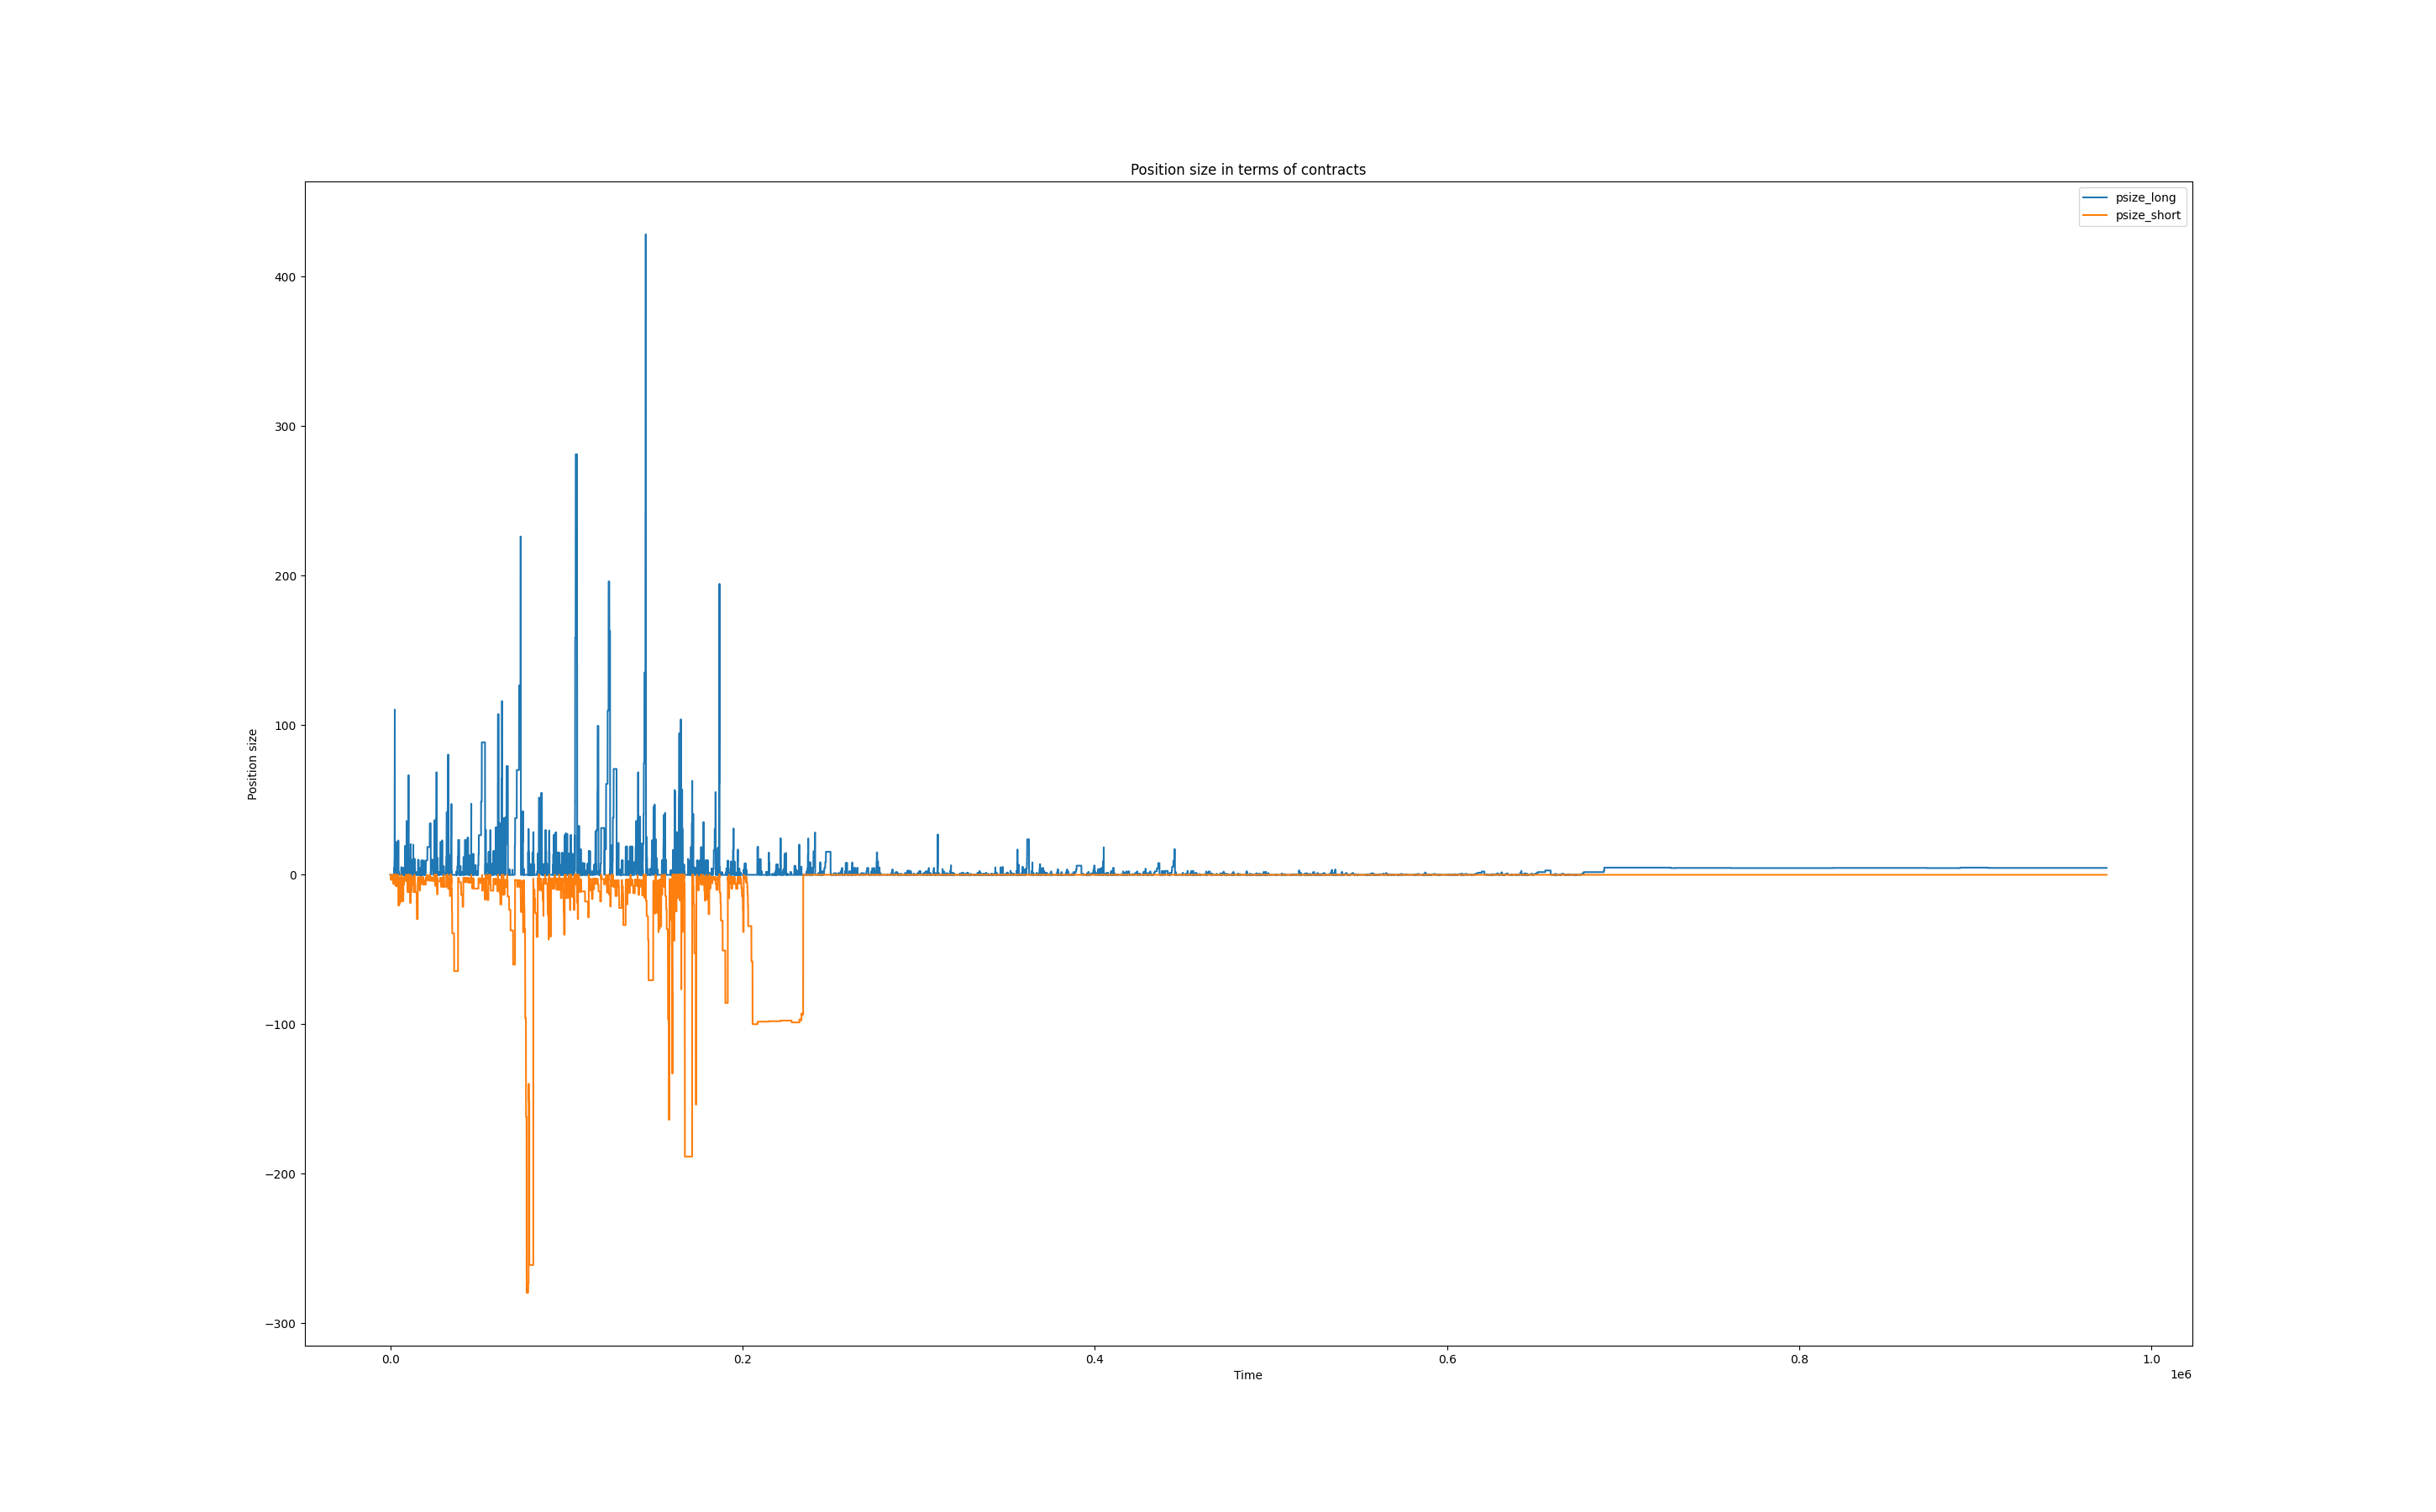 Position size in terms of contracts
psize_long
psize_short
400
300
200
100
0
−100
−200
−300
Position size
0.0
0.2
0.4
0.6
0.8
1.0
1e6
Time